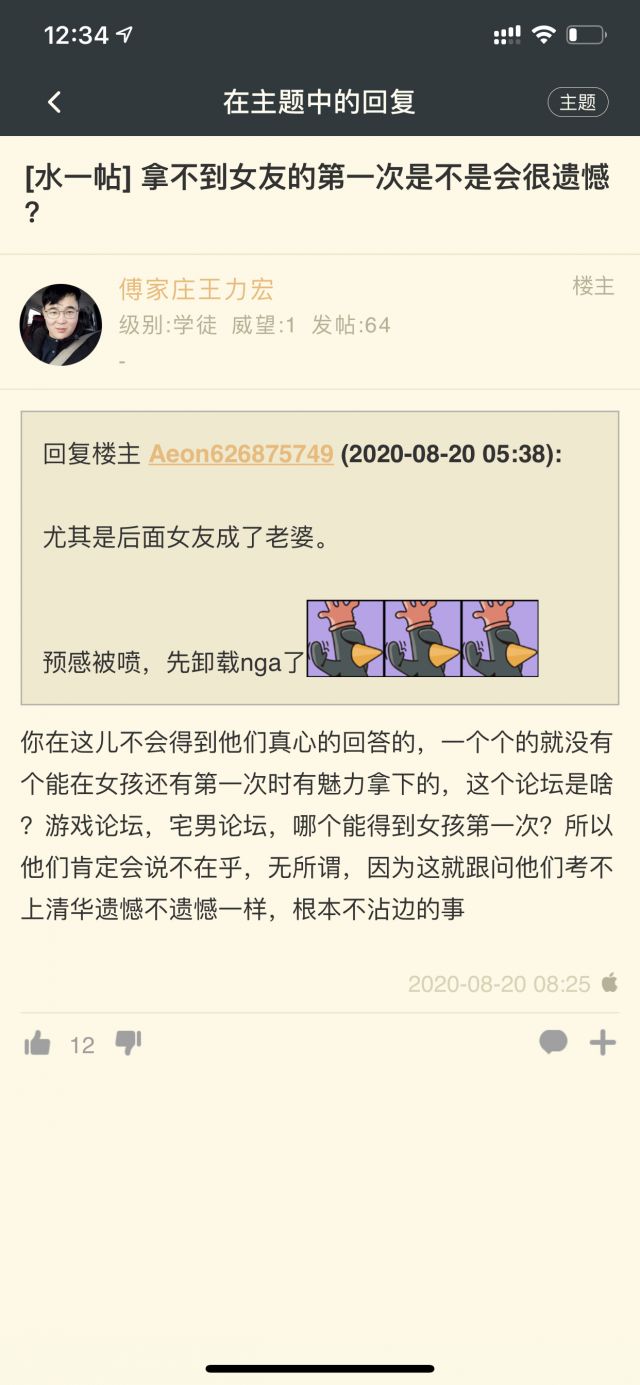 12:34
在主题中的回复
主题
[水一帖] 拿不到女友的第一次是不是会很遗憾
?
傅家庄王力宏
楼主
级别:学徒 威望:1 发帖:64
-
回复楼主 Aeon626875749 (2020-08-20 05:38):
尤其是后面女友成了老婆。
预感被喷，先卸载nga了
你在这儿不会得到他们真心的回答的，一个个的就没有
个能在女孩还有第一次时有魅力拿下的，这个论坛是啥
？游戏论坛，宅男论坛，哪个能得到女孩第一次？所以
他们肯定会说不在乎，无所谓，因为这就跟问他们考不
上清华遗憾不遗憾一样，根本不沾边的事
2020-08-20 08:25
12